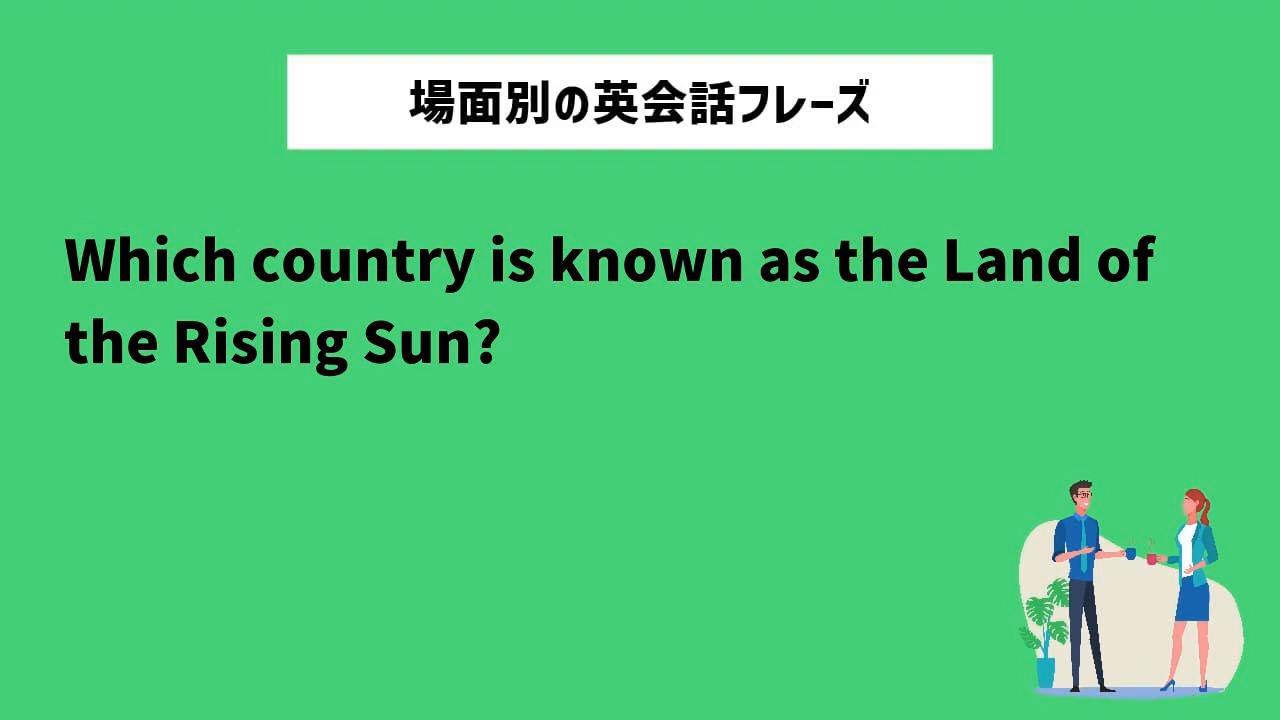 場面別の英会話フレーズ
Which country is known as the Land of
the Rising Sun?